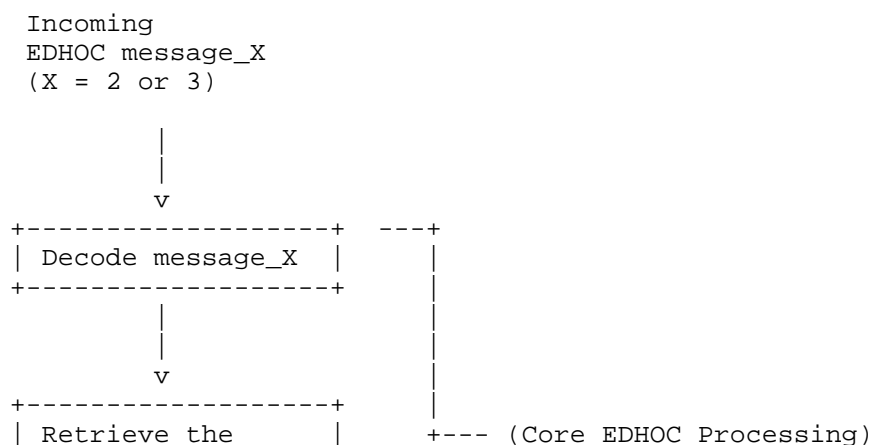 Incoming
EDHOC message_X
(X = 2 or 3)
|
|
v
+-------------------+ ---+
| Decode message_X | |
+-------------------+ |
| |
| |
v |
+-------------------+ |
| Retrieve the | +--- (Core EDHOC Processing)